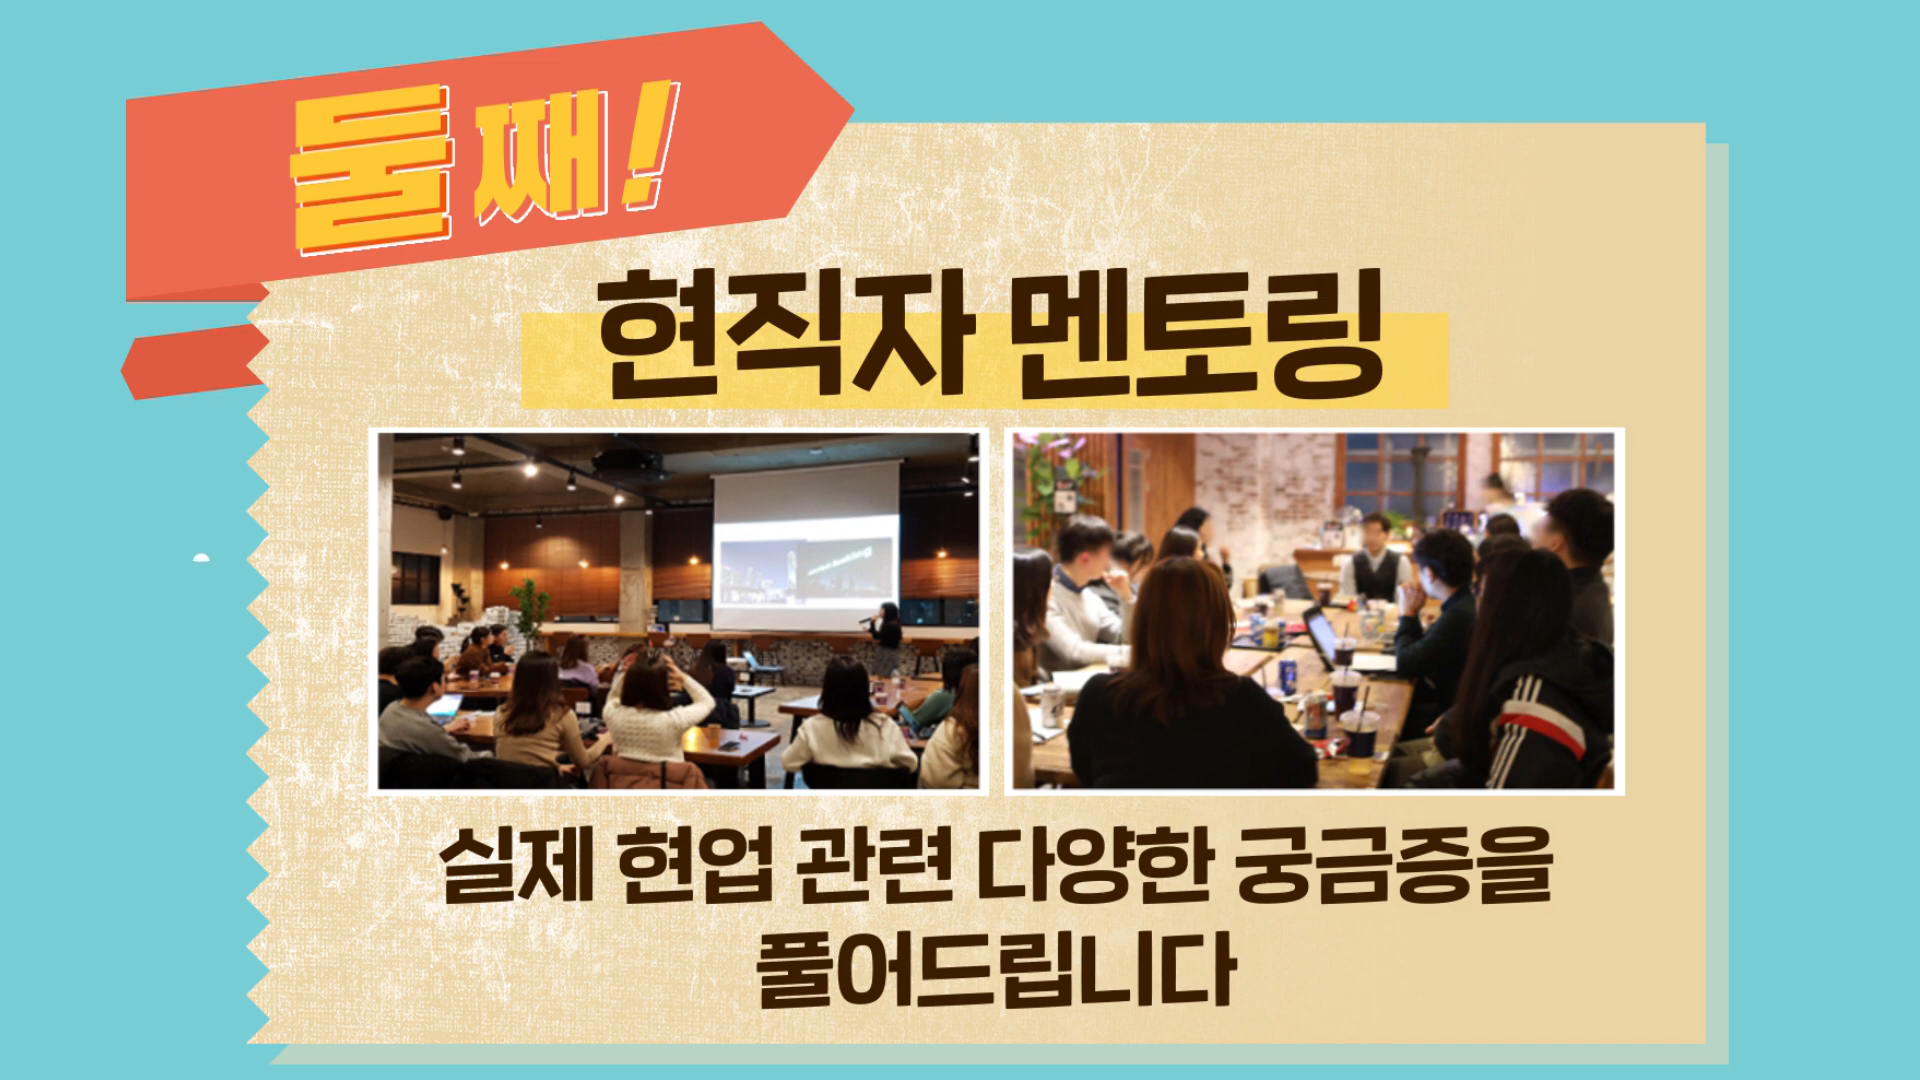 둘째!
현직자 멘토링
실제 현업 관련 다양한 궁금증을
풀어드립니다